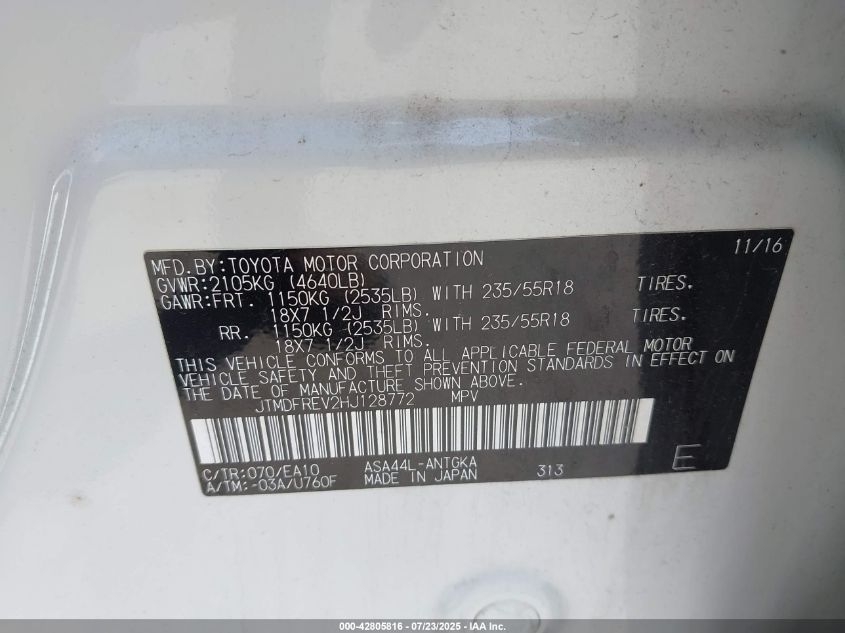 11/16
MFD.BY:TOYOTA MOTOR CORPORATION
GVWR:2105KG (4640LB)
GAWR:FRT. 1150KG (2535LB) WITH 235/55R18 TIRES.
18X7 1/2J RIMS.
RR. 1150KG (2535LB) WITH 235/55R18 TIRES.
18X7 1/2J RIMS.
THIS VEHICLE CONFORMS TO ALL APPLICABLE FEDERAL MOTOR
VEHICLE SAFETY AND THEFT PREVENTION STANDARDS IN EFFECT ON
THE DATE OF MANUFACTURE SHOWN ABOVE.
JTMDFREV2HJ128772 MPV
C/TR:070/EA10 ASA44L-ANTGKA 313 E
A/TM:-03A/U760F MADE IN JAPAN
000-42805816 - 07/23/2025 - IAA Inc.